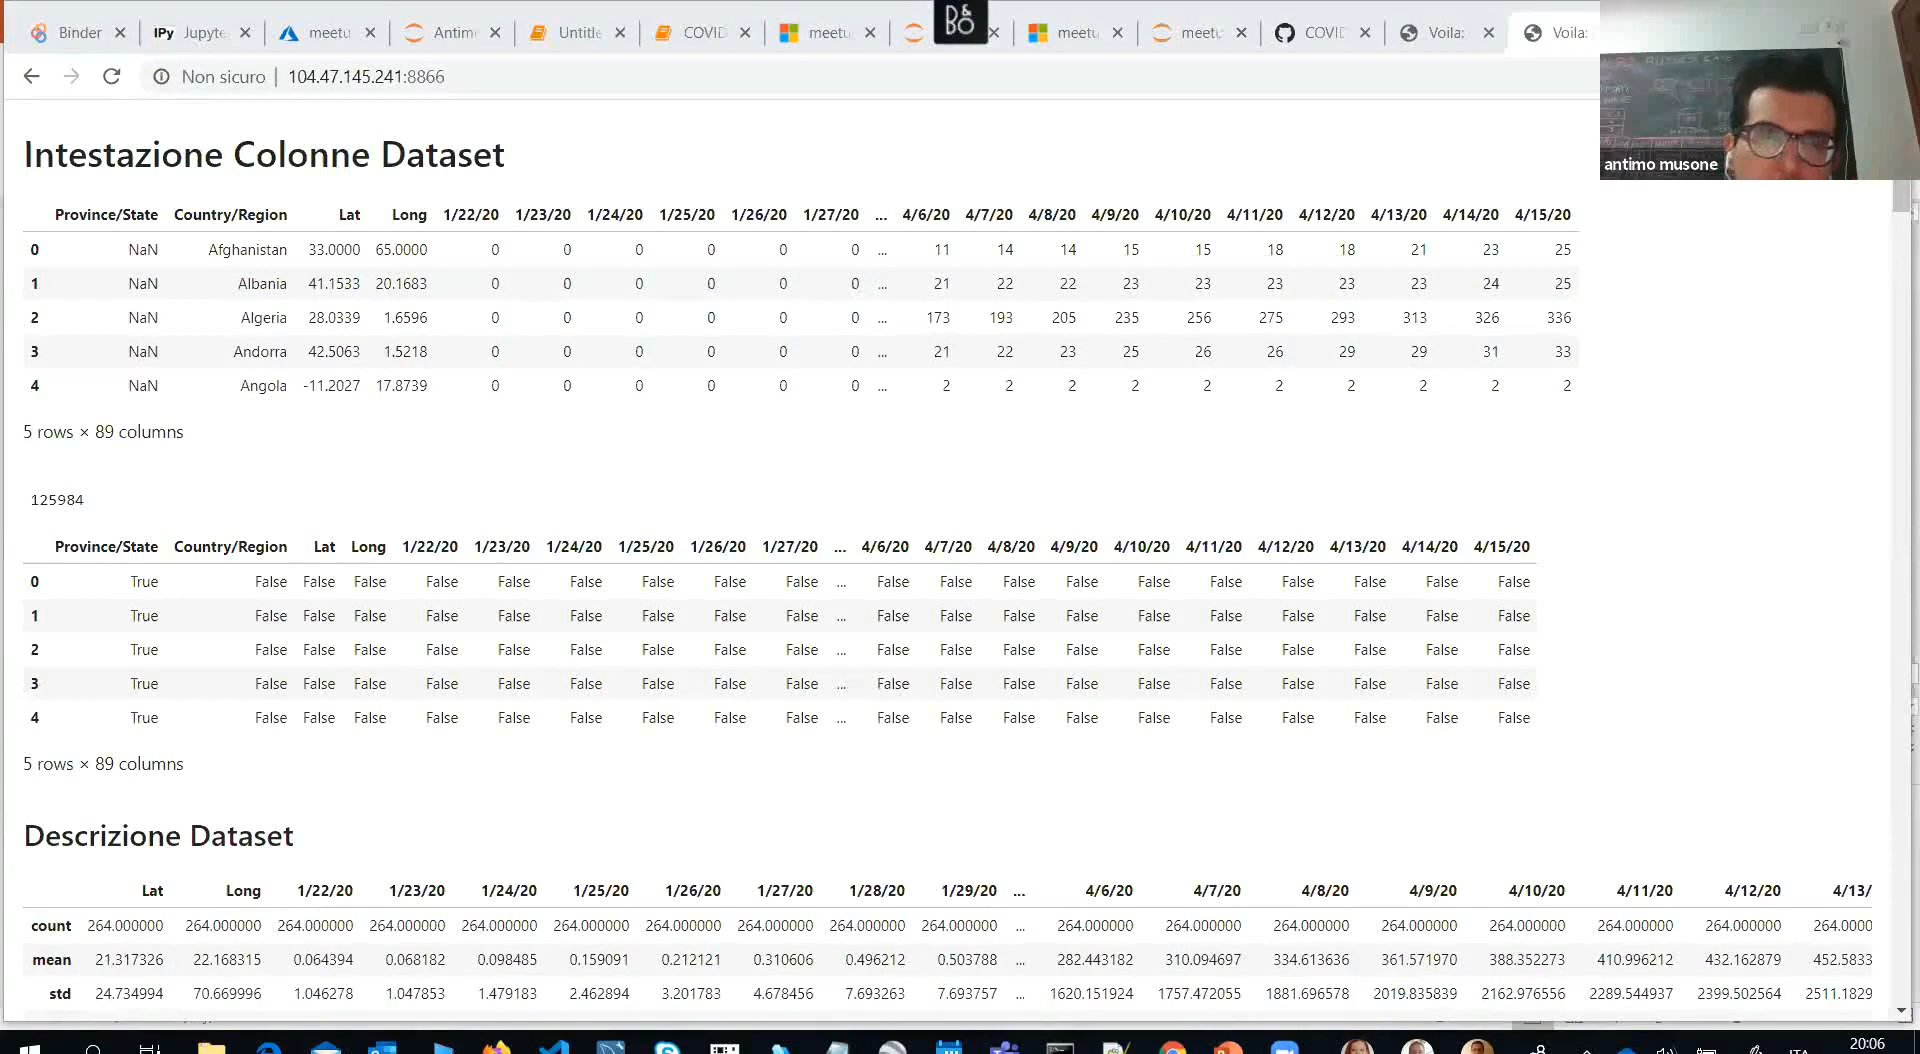 Binder IPy Jupyte meetu Antim Untitle COVID meetu B&O meetu meetu COVID Voila: Voila:
Non sicuro 104.47.145.241:8866
antimo musone
Intestazione Colonne Dataset
Province/State Country/Region Lat Long 1/22/20 1/23/20 1/24/20 1/25/20 1/26/20 1/27/20 ... 4/6/20 4/7/20 4/8/20 4/9/20 4/10/20 4/11/20 4/12/20 4/13/20 4/14/20 4/15/20
0 NaN Afghanistan 33.0000 65.0000 0 0 0 0 0 0 ... 11 14 14 15 15 18 18 21 23 25
1 NaN Albania 41.1533 20.1683 0 0 0 0 0 0 ... 21 22 22 23 23 23 23 23 24 25
2 NaN Algeria 28.0339 1.6596 0 0 0 0 0 0 ... 173 193 205 235 256 275 293 313 326 336
3 NaN Andorra 42.5063 1.5218 0 0 0 0 0 0 ... 21 22 23 25 26 26 29 29 31 33
4 NaN Angola -11.2027 17.8739 0 0 0 0 0 0 ... 2 2 2 2 2 2 2 2 2 2
5 rows × 89 columns
125984
Province/State Country/Region Lat Long 1/22/20 1/23/20 1/24/20 1/25/20 1/26/20 1/27/20 ... 4/6/20 4/7/20 4/8/20 4/9/20 4/10/20 4/11/20 4/12/20 4/13/20 4/14/20 4/15/20
0 True False False False False False False False False False ... False False False False False False False False False False
1 True False False False False False False False False False ... False False False False False False False False False False
2 True False False False False False False False False False ... False False False False False False False False False False
3 True False False False False False False False False False ... False False False False False False False False False False
4 True False False False False False False False False False ... False False False False False False False False False False
5 rows × 89 columns
Descrizione Dataset
Lat Long 1/22/20 1/23/20 1/24/20 1/25/20 1/26/20 1/27/20 1/28/20 1/29/20 ... 4/6/20 4/7/20 4/8/20 4/9/20 4/10/20 4/11/20 4/12/20 4/13/
count 264.000000 264.000000 264.000000 264.000000 264.000000 264.000000 264.000000 264.000000 264.000000 264.000000 ... 264.000000 264.000000 264.000000 264.000000 264.000000 264.000000 264.000000 264.0000
mean 21.317326 22.168315 0.064394 0.068182 0.098485 0.159091 0.212121 0.310606 0.496212 0.503788 ... 282.443182 310.094697 334.613636 361.571970 388.352273 410.996212 432.162879 452.5833
std 24.734994 70.669996 1.046278 1.047853 1.479183 2.462894 3.201783 4.678456 7.693263 7.693757 ... 1620.151924 1757.472055 1881.696578 2019.835839 2162.976556 2289.544937 2399.502564 2511.1829
20:06